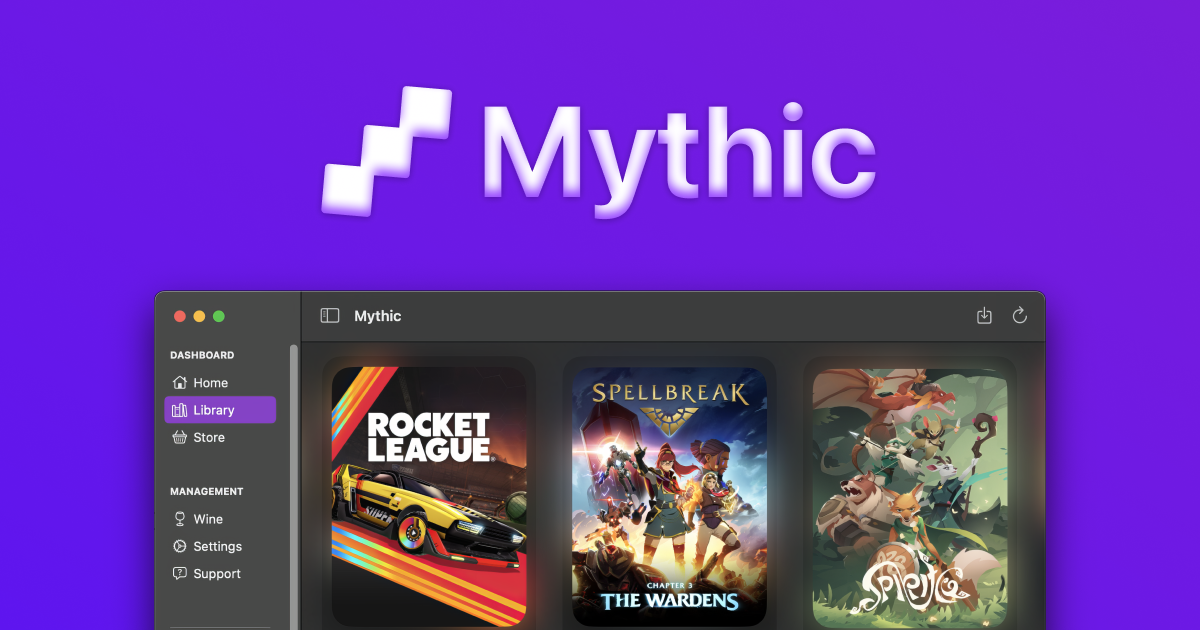 Mythic
Mythic
DASHBOARD
Home
Library
Store
MANAGEMENT
Wine
Settings
Support
ROCKET
LEAGUE
SPELLBREAK
CHAPTER 3
THE WARDENS